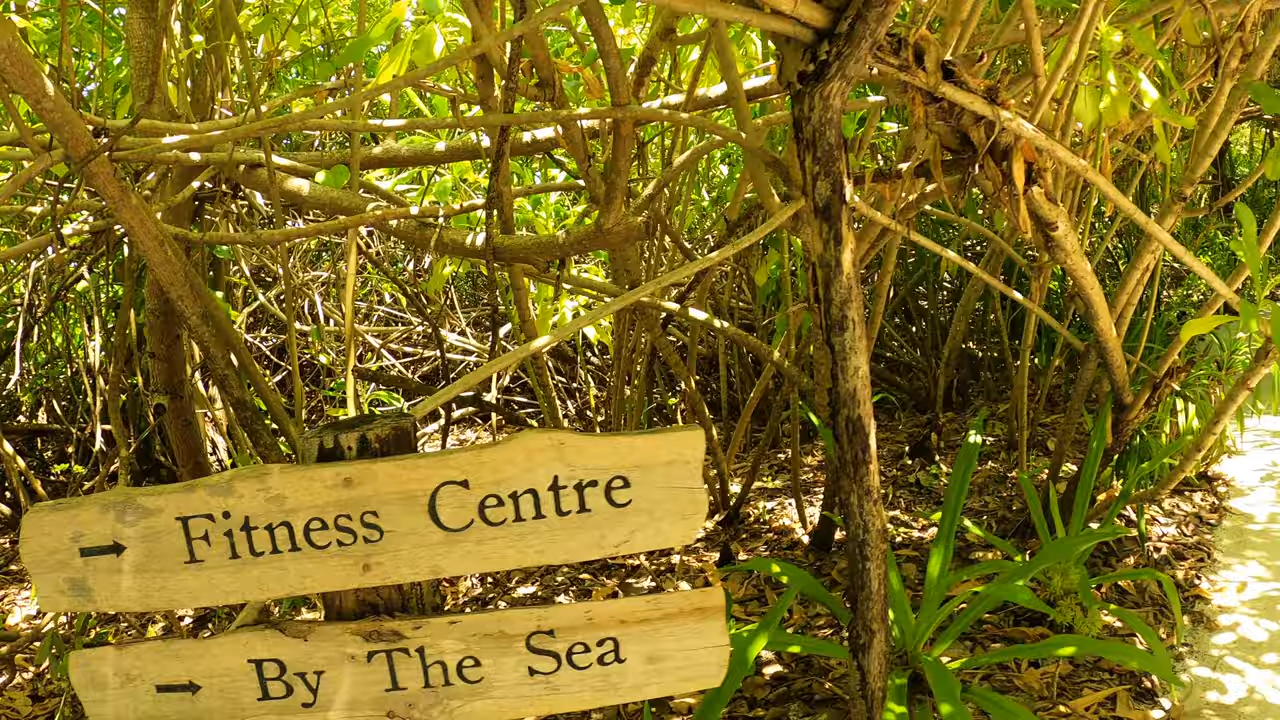 → Fitness Centre
→ By The Sea